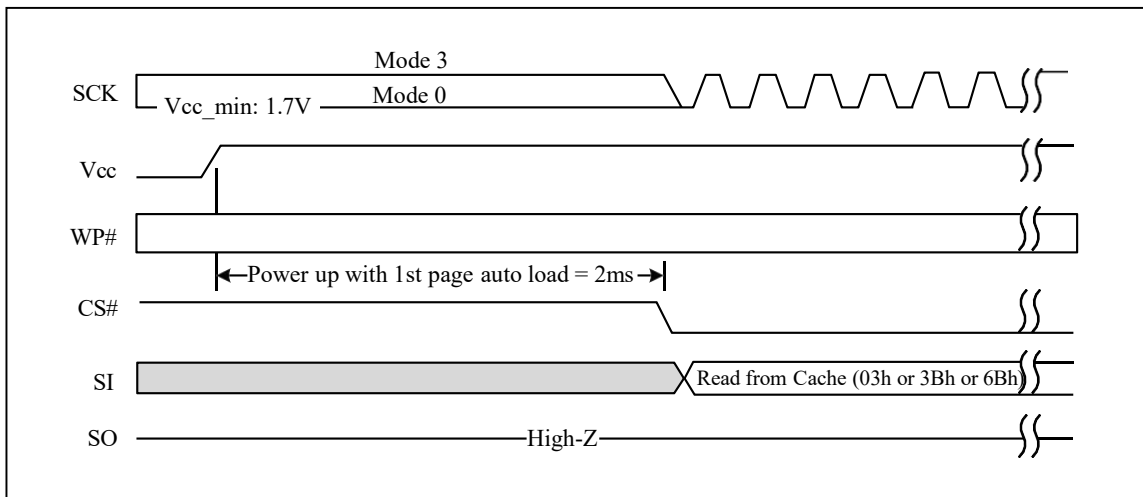 Mode 3
SCK
Mode 0
Vcc_min: 1.7V
Vcc
WP#
Power up with 1st page auto load = 2ms
CS#
SI
Read from Cache (03h or 3Bh or 6Bh)
SO
High-Z